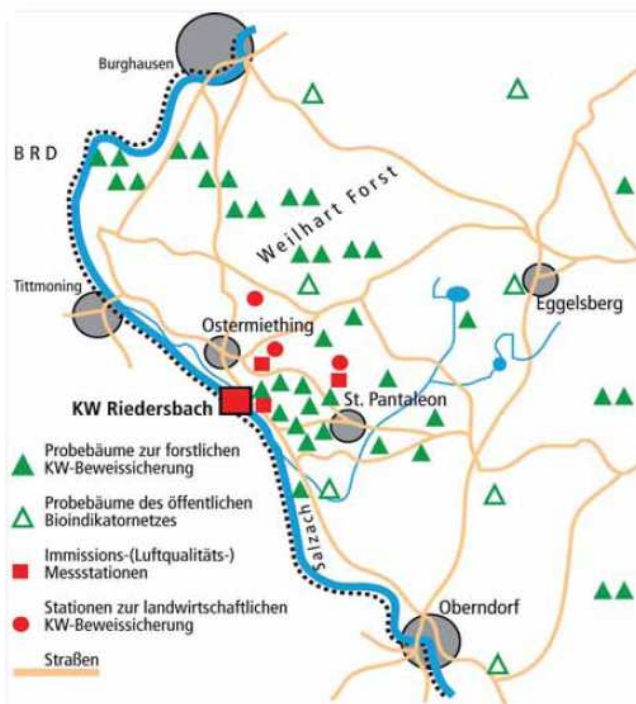 Burghausen
B R D
Weilhart Forst
Tittmoning
Ostermiething
Eggelsberg
KW Riedersbach
St. Pantaleon
Probebäume zur forstlichen
KW-Beweissicherung
Probebäume des öffentlichen
Bioindikatornetzes
Immissions-(Luftqualitäts-)
Messstationen
Salzach
Stationen zur landwirtschaftlichen
KW-Beweissicherung
Oberndorf
Straßen